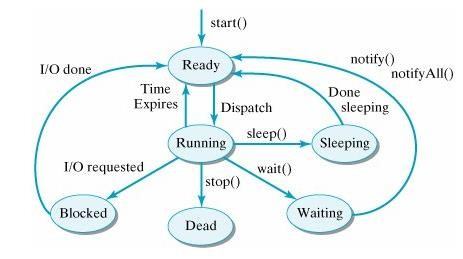 start()
Ready
notify()
notifyAll()
I/O done
Time
Expires
Dispatch
Done
sleeping
Running
sleep()
Sleeping
I/O requested
stop()
wait()
Blocked
Dead
Waiting